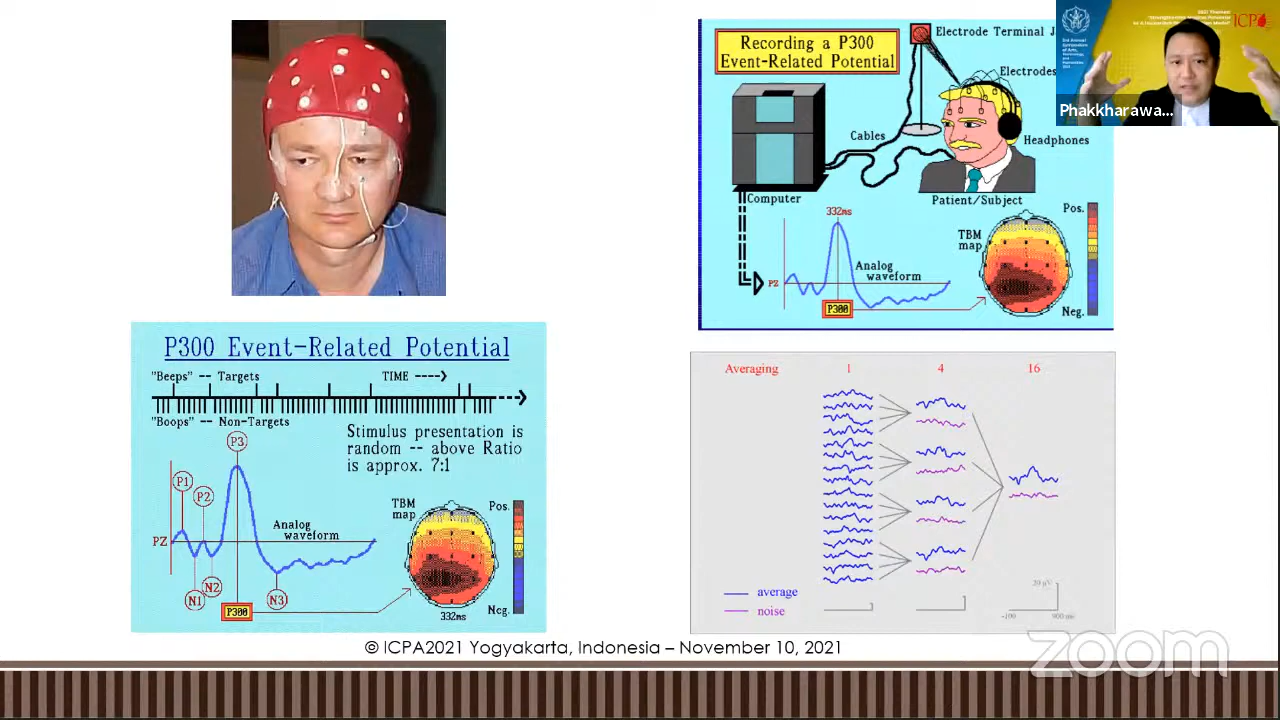 Recording a P300
Event-Related Potential
Electrode Terminal J
Electrodes
Cables
Headphones
Computer
Patient/Subject
332ms
TBM
map
Pos.
Analog
waveform
PZ
P300
Neg.
ICPA
Phakkharawa...
P300 Event-Related Potential
"Beeps" -- Targets
TIME ---->
"Boops" -- Non-Targets
Stimulus presentation is
random -- above Ratio
is approx. 7:1
P3
P1
P2
PZ
N1
N2
N3
P300
Analog
waveform
TBM
map
Pos.
Neg.
332ms
Averaging
1
4
16
average
noise
20 μV
-100
900 ms
© ICPA2021 Yogyakarta, Indonesia – November 10, 2021
zoom